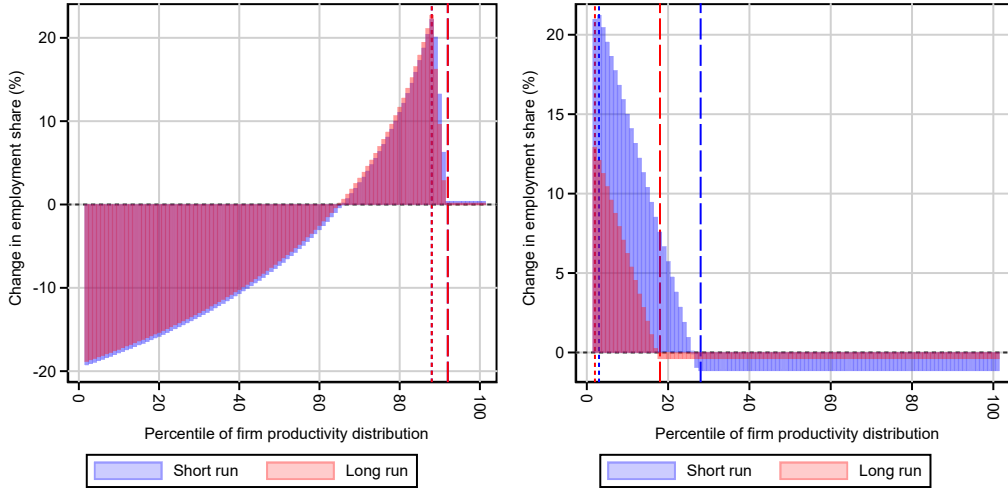 Change in employment share (%)
20
10
0
-10
-20
0
20
40
60
80
100
Percentile of firm productivity distribution
Short run
Long run
Change in employment share (%)
20
15
10
5
0
0
20
40
60
80
100
Percentile of firm productivity distribution
Short run
Long run